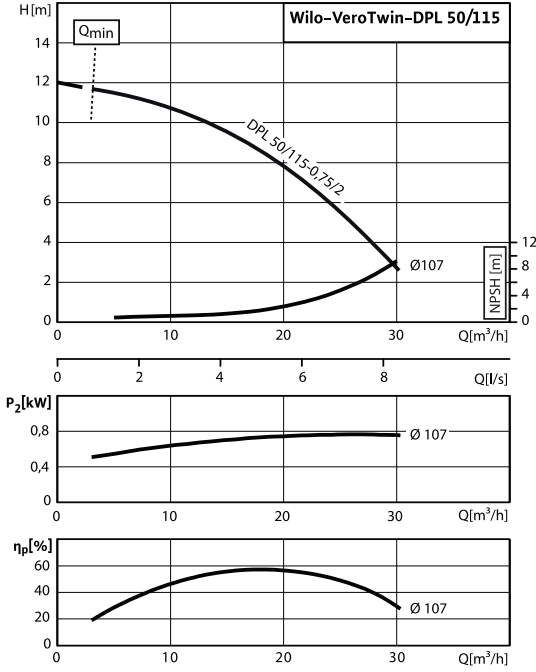 H [m]
Wilo-VeroTwin-DPL 50/115
Qmin
14
12
10
8
6
4
2
0
DPL 50/115-0,75/2
Ø107
12
8
4
0
NPSH [m]
0 10 20 30 Q[m³/h]
0 2 4 6 8 Q[l/s]
P₂[kW]
0,8
0,4
0
Ø 107
0 10 20 30 Q[m³/h]
ηp[%]
60
40
20
0
Ø 107
0 10 20 30 Q[m³/h]